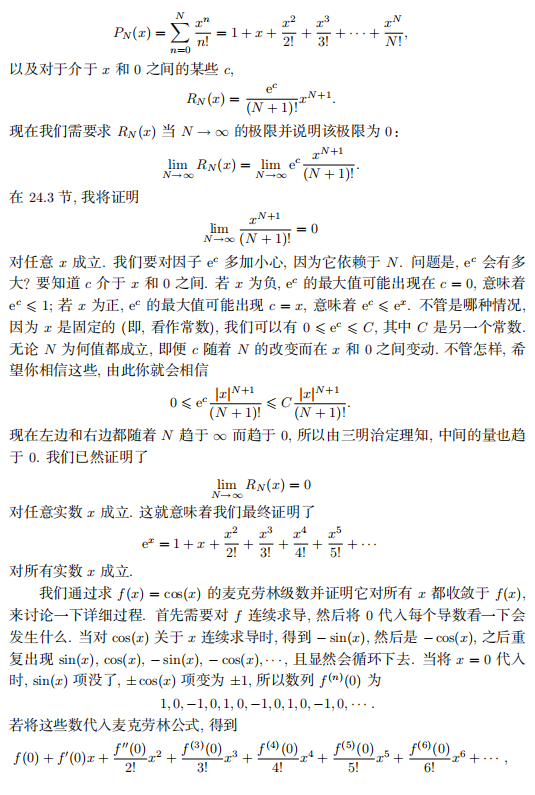 P_N(x) = \sum_{n=0}^{N} \frac{x^n}{n!} = 1 + x + \frac{x^2}{2!} + \frac{x^3}{3!} + \cdots + \frac{x^N}{N!},
以及对于介于 x 和 0 之间的某些 c,
R_N(x) = \frac{e^c}{(N+1)!} x^{N+1}.
现在我们需要求 R_N(x) 当 N → ∞ 的极限并说明该极限为 0:
\lim_{N→∞} R_N(x) = \lim_{N→∞} e^c \frac{x^{N+1}}{(N+1)!}.
在 24.3 节, 我将证明
\lim_{N→∞} \frac{x^{N+1}}{(N+1)!} = 0
对任意 x 成立. 我们要对因子 e^c 多加小心, 因为它依赖于 N. 问题是, e^c 会有多
大? 要知道 c 介于 x 和 0 之间. 若 x 为负, e^c 的最大值可能出现在 c = 0, 意味着
e^c ⩽ 1; 若 x 为正, e^c 的最大值可能出现 c = x, 意味着 e^c ⩽ e^x. 不管是哪种情况,
因为 x 是固定的 (即, 看作常数), 我们可以有 0 ⩽ e^c ⩽ C, 其中 C 是另一个常数.
无论 N 为何值都成立, 即便 c 随着 N 的改变而在 x 和 0 之间变动. 不管怎样, 希
望你相信这些, 由此你就会相信
0 ⩽ e^c \frac{|x|^{N+1}}{(N+1)!} ⩽ C \frac{|x|^{N+1}}{(N+1)!}.
现在左边和右边都随着 N 趋于 ∞ 而趋于 0, 所以由三明治定理知, 中间的量也趋
于 0. 我们已然证明了
\lim_{N→∞} R_N(x) = 0
对任意实数 x 成立. 这就意味着我们最终证明了
e^x = 1 + x + \frac{x^2}{2!} + \frac{x^3}{3!} + \frac{x^4}{4!} + \frac{x^5}{5!} + \cdots
对所有实数 x 成立.
我们通过求 f(x) = cos(x) 的麦克劳林级数并证明它对所有 x 都收敛于 f(x),
来讨论一下详细过程. 首先需要对 f 连续求导, 然后将 0 代入每个导数看一下会
发生什么. 当对 cos(x) 关于 x 连续求导时, 得到 − sin(x), 然后是 − cos(x), 之后重
复出现 sin(x), cos(x), − sin(x), − cos(x), ⋯, 且显然会循环下去. 当将 x = 0 代入
时, sin(x) 项没了, ± cos(x) 项变为 ±1, 所以数列 f^{(n)}(0) 为
1, 0, −1, 0, 1, 0, −1, 0, 1, 0, −1, 0, ⋯ .
若将这些数代入麦克劳林公式, 得到
f(0) + f'(0)x + \frac{f''(0)}{2!}x^2 + \frac{f^{(3)}(0)}{3!}x^3 + \frac{f^{(4)}(0)}{4!}x^4 + \frac{f^{(5)}(0)}{5!}x^5 + \frac{f^{(6)}(0)}{6!}x^6 + \cdots ,